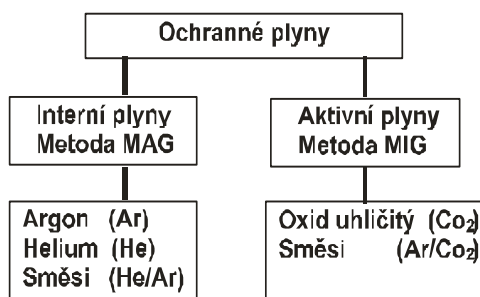 Ochranné plyny
Interní plyny
Metoda MAG
Aktivní plyny
Metoda MIG
Argon (Ar)
Helium (He)
Směsi (He/Ar)
Oxid uhličitý (Co₂)
Směsi (Ar/Co₂)